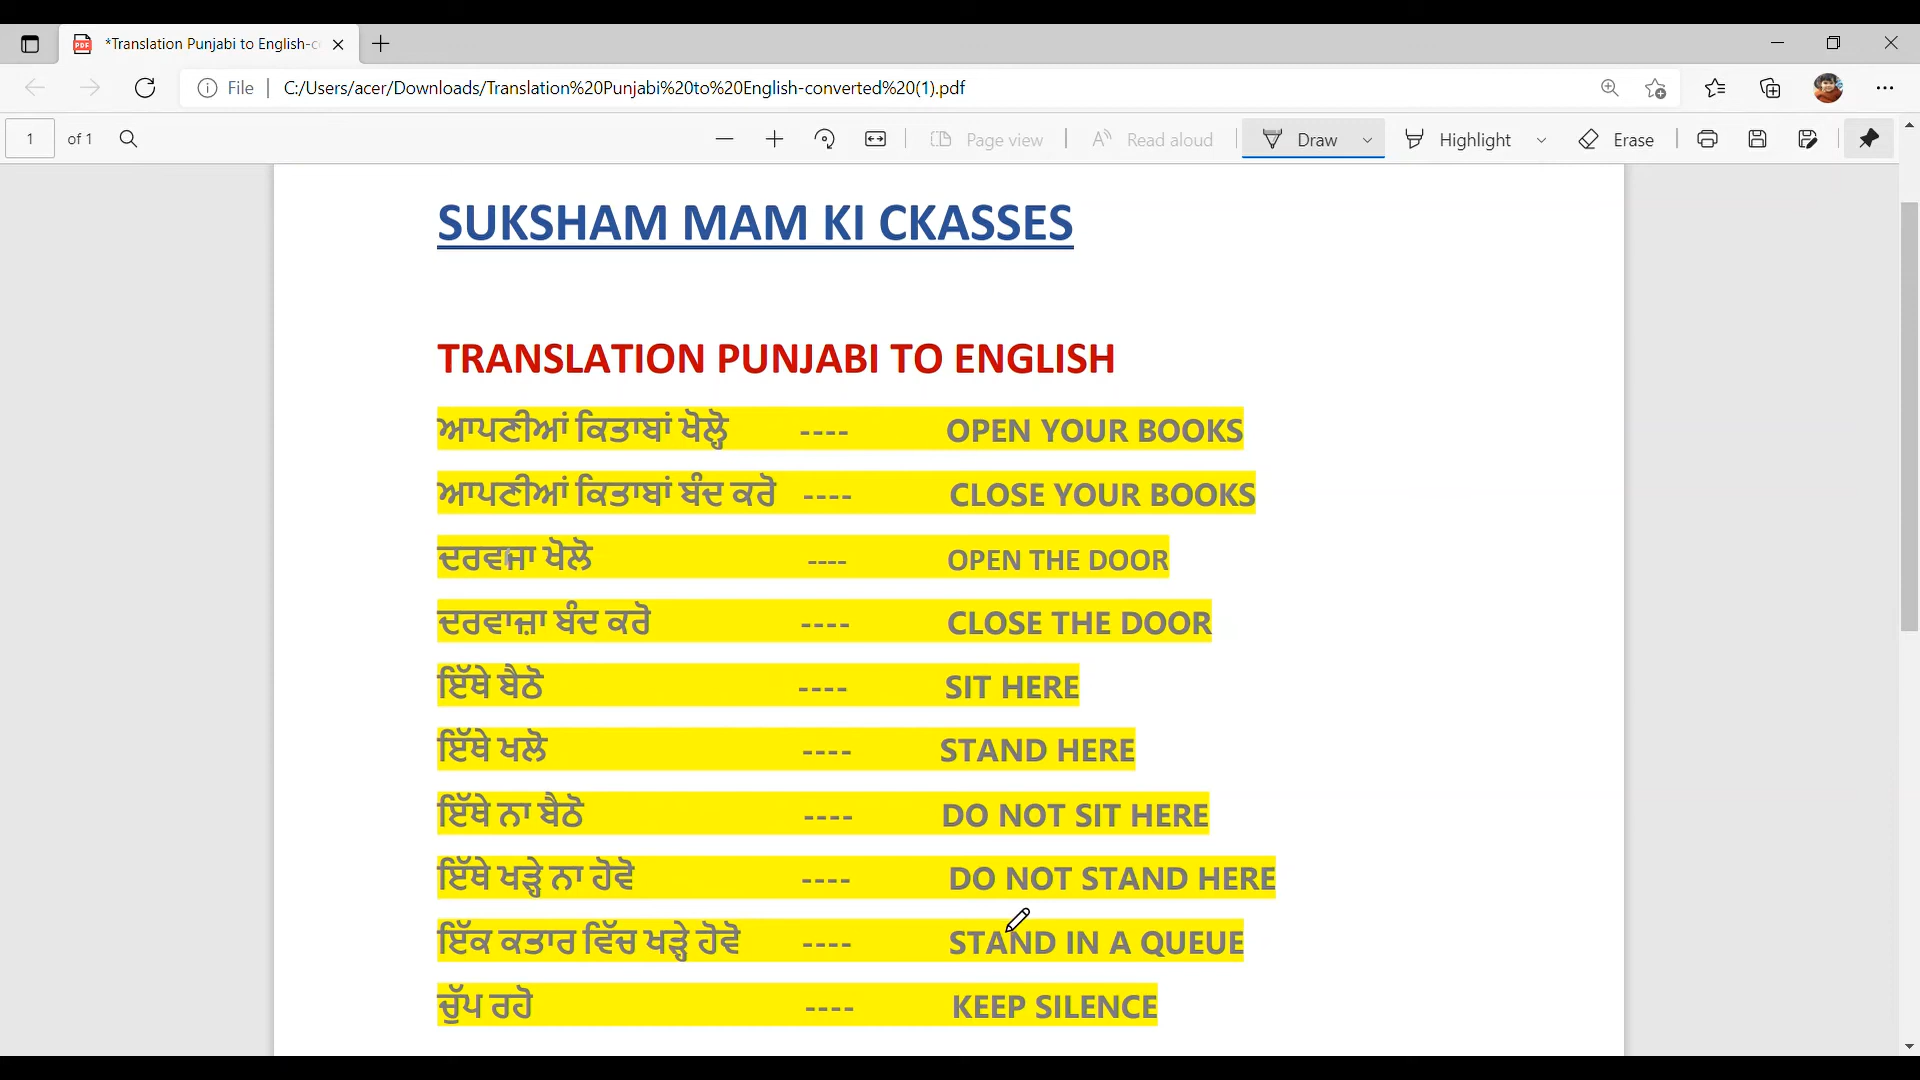 *Translation Punjabi to English-c
File
C:/Users/acer/Downloads/Translation%20Punjabi%20to%20English-converted%20(1).pdf
1 of 1 Page view Read aloud Draw Highlight Erase
SUKSHAM MAM KI CKASSES
TRANSLATION PUNJABI TO ENGLISH
ਆਪਣੀਆਂ ਕਿਤਾਬਾਂ ਖੋਲ੍ਹੋ ---- OPEN YOUR BOOKS
ਆਪਣੀਆਂ ਕਿਤਾਬਾਂ ਬੰਦ ਕਰੋ ---- CLOSE YOUR BOOKS
ਦਰਵਜਾ ਖੋਲੋ ---- OPEN THE DOOR
ਦਰਵਾਜ਼ਾ ਬੰਦ ਕਰੋ ---- CLOSE THE DOOR
ਇੱਥੇ ਬੈਠੋ ---- SIT HERE
ਇੱਥੇ ਖਲੋ ---- STAND HERE
ਇੱਥੇ ਨਾ ਬੈਠੋ ---- DO NOT SIT HERE
ਇੱਥੇ ਖੜ੍ਹੇ ਨਾ ਹੋਵੋ ---- DO NOT STAND HERE
ਇੱਕ ਕਤਾਰ ਵਿੱਚ ਖੜ੍ਹੇ ਹੋਵੋ ---- STAND IN A QUEUE
ਚੁੱਪ ਰਹੋ ---- KEEP SILENCE